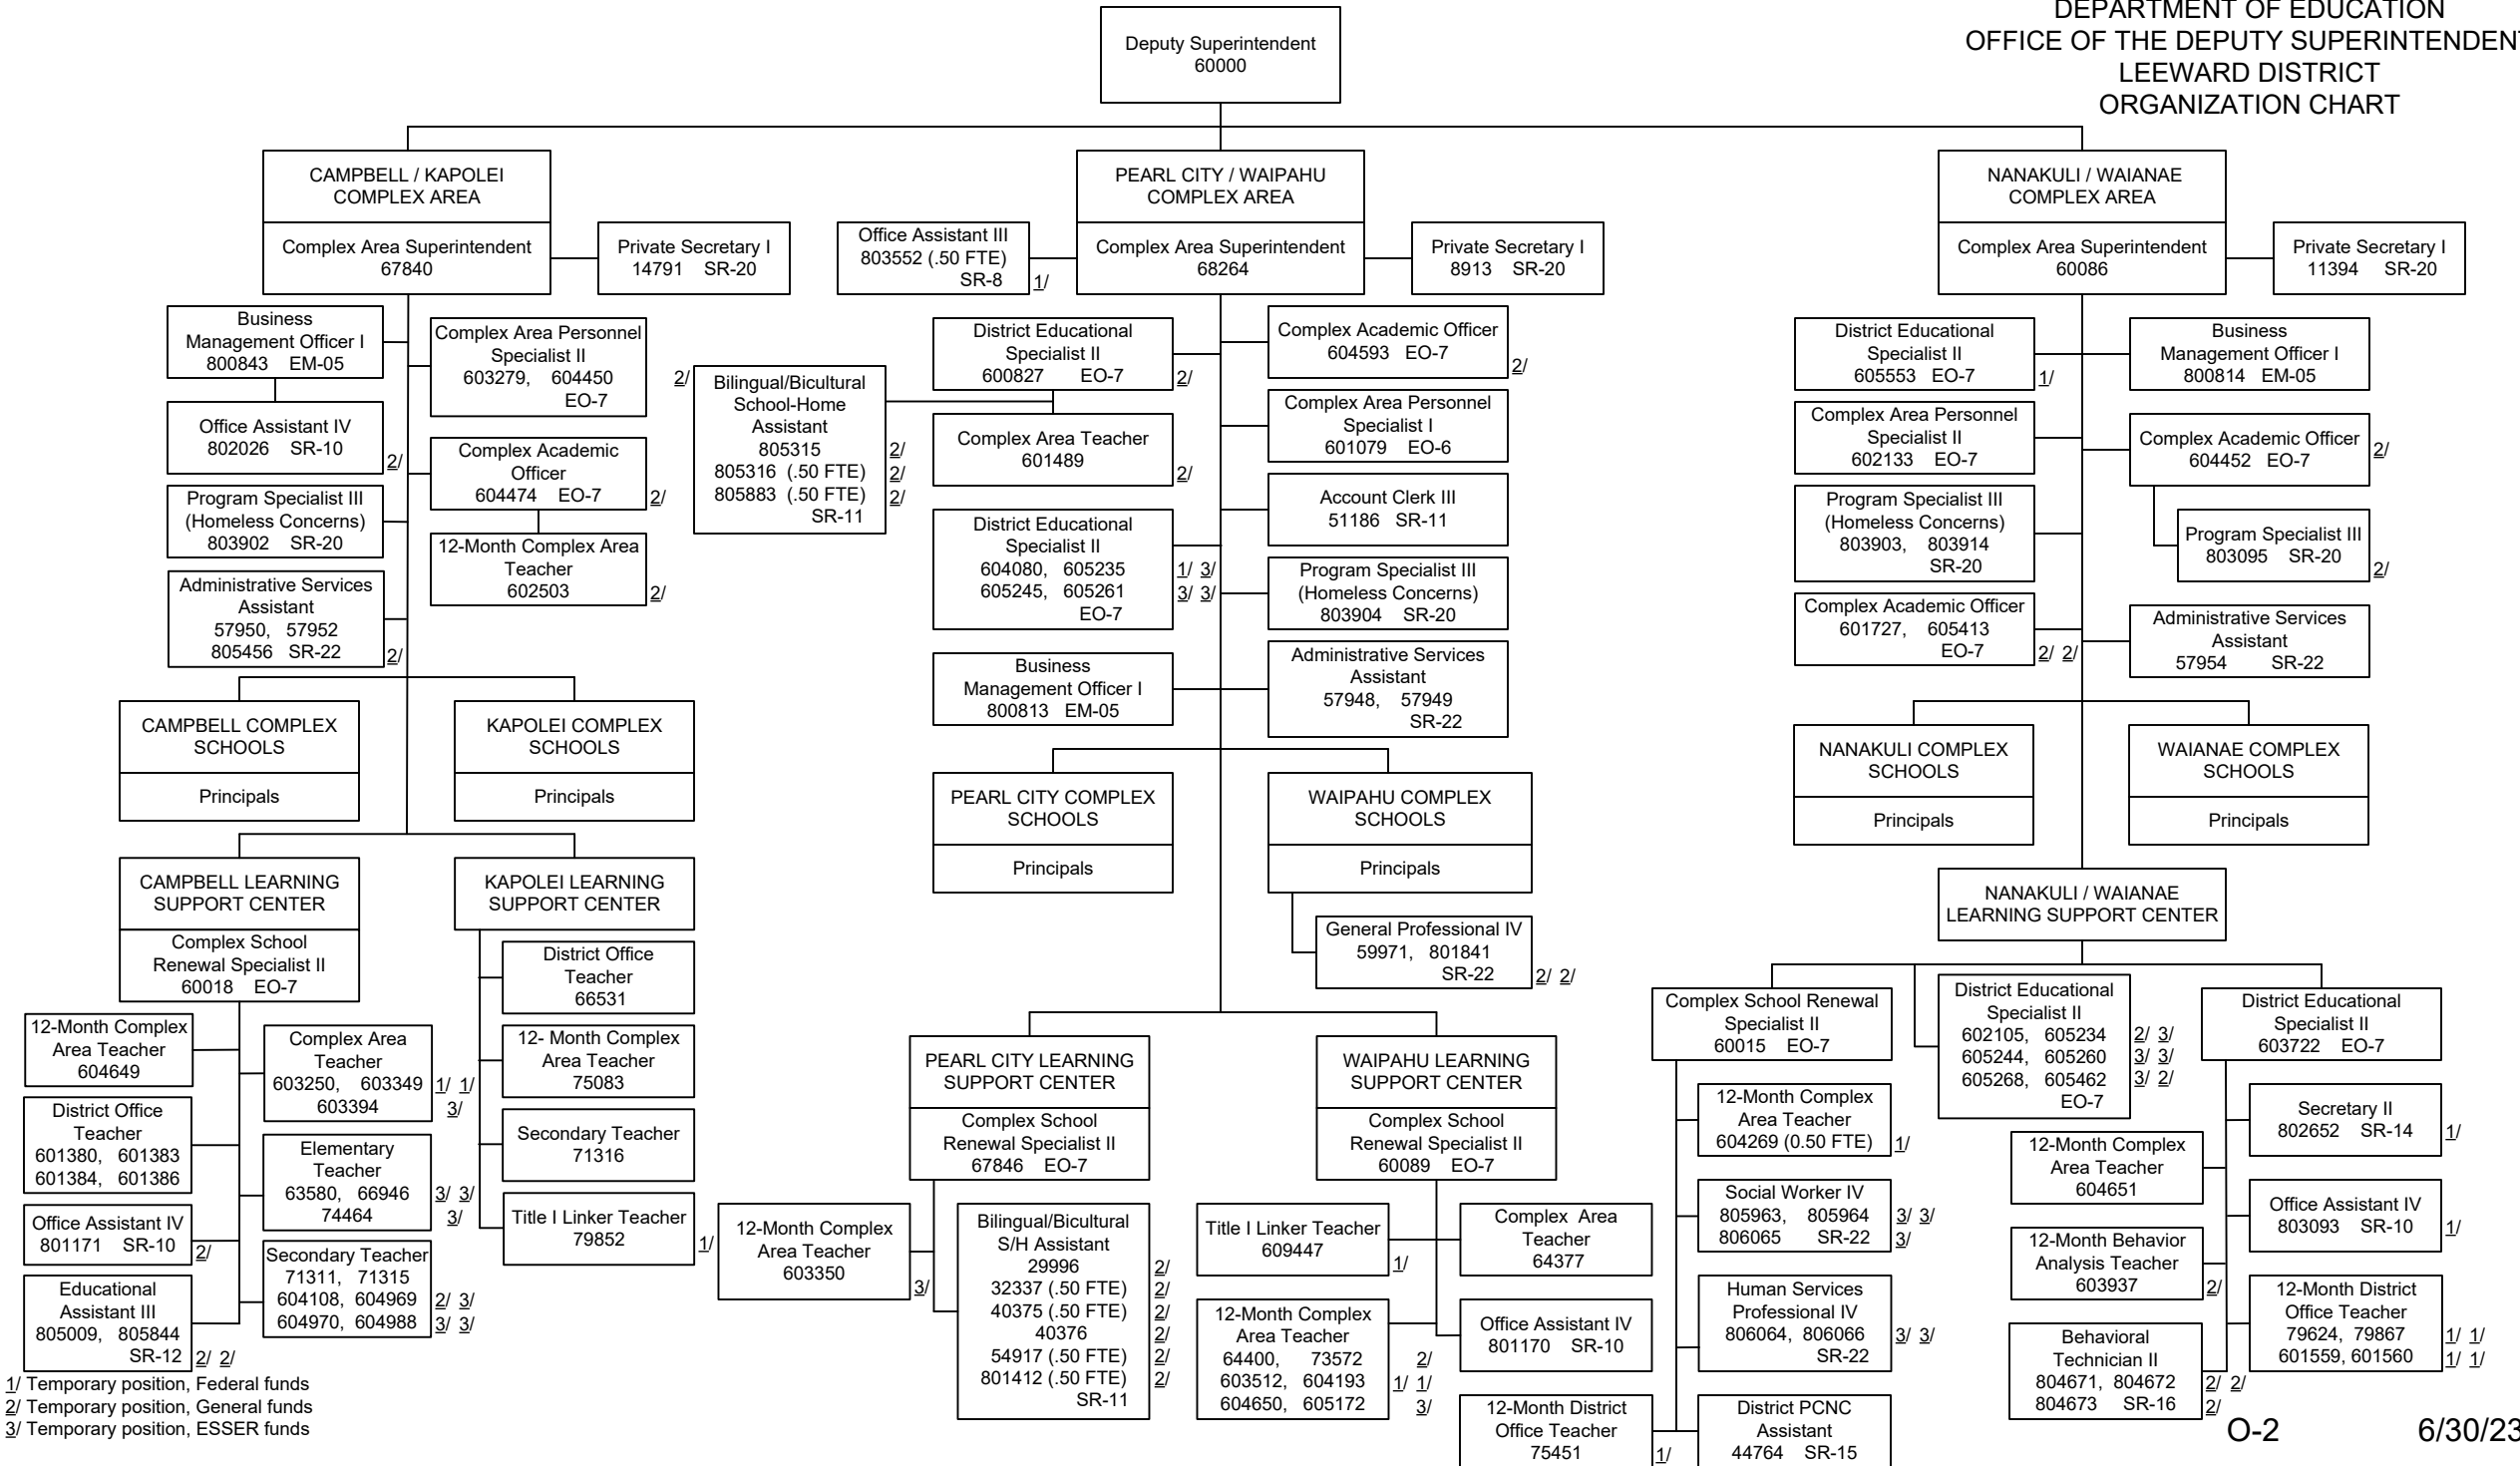 DEPARTMENT OF EDUCATION
OFFICE OF THE DEPUTY SUPERINTENDENT
LEEWARD DISTRICT
ORGANIZATION CHART
Deputy Superintendent
60000
CAMPBELL / KAPOLEI
COMPLEX AREA
Complex Area Superintendent
67840
Private Secretary I
14791 SR-20
Business
Management Officer I
800843 EM-05
Office Assistant IV
802026 SR-10
2/
Program Specialist III
(Homeless Concerns)
803902 SR-20
Administrative Services
Assistant
57950, 57952
805456 SR-22
2/
Complex Area Personnel
Specialist II
603279, 604450
EO-7
Complex Academic
Officer
604474 EO-7
2/
12-Month Complex Area
Teacher
602503
2/
CAMPBELL COMPLEX
SCHOOLS
Principals
KAPOLEI COMPLEX
SCHOOLS
Principals
CAMPBELL LEARNING
SUPPORT CENTER
Complex School
Renewal Specialist II
60018 EO-7
12-Month Complex
Area Teacher
604649
District Office
Teacher
601380, 601383
601384, 601386
Office Assistant IV
801171 SR-10
2/
Educational
Assistant III
805009, 805844
SR-12
2/ 2/
Complex Area
Teacher
603250, 603349 1/ 1/
603394 3/
Elementary
Teacher
63580, 66946 3/ 3/
74464 3/
Secondary Teacher
71311, 71315
604108, 604969 2/ 3/
604970, 604988 3/ 3/
KAPOLEI LEARNING
SUPPORT CENTER
District Office
Teacher
66531
12- Month Complex
Area Teacher
75083
Secondary Teacher
71316
Title I Linker Teacher
79852
1/
PEARL CITY / WAIPAHU
COMPLEX AREA
Complex Area Superintendent
68264
Office Assistant III
803552 (.50 FTE)
SR-8
1/
Private Secretary I
8913 SR-20
District Educational
Specialist II
600827 EO-7
2/
2/
Bilingual/Bicultural
School-Home
Assistant
805315 2/
805316 (.50 FTE) 2/
805883 (.50 FTE) 2/
SR-11
Complex Area Teacher
601489
2/
District Educational
Specialist II
604080, 605235 1/ 3/
605245, 605261 3/ 3/
EO-7
Business
Management Officer I
800813 EM-05
Complex Academic Officer
604593 EO-7
2/
Complex Area Personnel
Specialist I
601079 EO-6
Account Clerk III
51186 SR-11
Program Specialist III
(Homeless Concerns)
803904 SR-20
Administrative Services
Assistant
57948, 57949
SR-22
PEARL CITY COMPLEX
SCHOOLS
Principals
WAIPAHU COMPLEX
SCHOOLS
Principals
General Professional IV
59971, 801841
SR-22
2/ 2/
PEARL CITY LEARNING
SUPPORT CENTER
Complex School
Renewal Specialist II
67846 EO-7
12-Month Complex
Area Teacher
603350
3/
Bilingual/Bicultural
S/H Assistant
29996 2/
32337 (.50 FTE) 2/
40375 (.50 FTE) 2/
40376 2/
54917 (.50 FTE) 2/
801412 (.50 FTE) 2/
SR-11
WAIPAHU LEARNING
SUPPORT CENTER
Complex School
Renewal Specialist II
60089 EO-7
Title I Linker Teacher
609447
1/
12-Month Complex
Area Teacher
64400, 73572 2/
603512, 604193 1/ 1/
604650, 605172 3/
Complex Area
Teacher
64377
Office Assistant IV
801170 SR-10
NANAKULI / WAIANAE
COMPLEX AREA
Complex Area Superintendent
60086
Private Secretary I
11394 SR-20
District Educational
Specialist II
605553 EO-7
1/
Complex Area Personnel
Specialist II
602133 EO-7
Program Specialist III
(Homeless Concerns)
803903, 803914
SR-20
Complex Academic Officer
601727, 605413
EO-7
2/ 2/
Business
Management Officer I
800814 EM-05
Complex Academic Officer
604452 EO-7
2/
Program Specialist III
803095 SR-20
2/
Administrative Services
Assistant
57954 SR-22
NANAKULI COMPLEX
SCHOOLS
Principals
WAIANAE COMPLEX
SCHOOLS
Principals
NANAKULI / WAIANAE
LEARNING SUPPORT CENTER
Complex School Renewal
Specialist II
60015 EO-7
12-Month Complex
Area Teacher
604269 (0.50 FTE)
1/
Social Worker IV
805963, 805964 3/ 3/
806065 SR-22 3/
Human Services
Professional IV
806064, 806066 3/ 3/
SR-22
12-Month District
Office Teacher
75451
1/
District PCNC
Assistant
44764 SR-15
District Educational
Specialist II
602105, 605234 2/ 3/
605244, 605260 3/ 3/
605268, 605462 3/ 2/
EO-7
District Educational
Specialist II
603722 EO-7
12-Month Complex
Area Teacher
604651
12-Month Behavior
Analysis Teacher
603937
2/
Behavioral
Technician II
804671, 804672 2/ 2/
804673 SR-16 2/
Secretary II
802652 SR-14
1/
Office Assistant IV
803093 SR-10
1/
12-Month District
Office Teacher
79624, 79867 1/ 1/
601559, 601560 1/ 1/
1/ Temporary position, Federal funds
2/ Temporary position, General funds
3/ Temporary position, ESSER funds
O-2 6/30/23